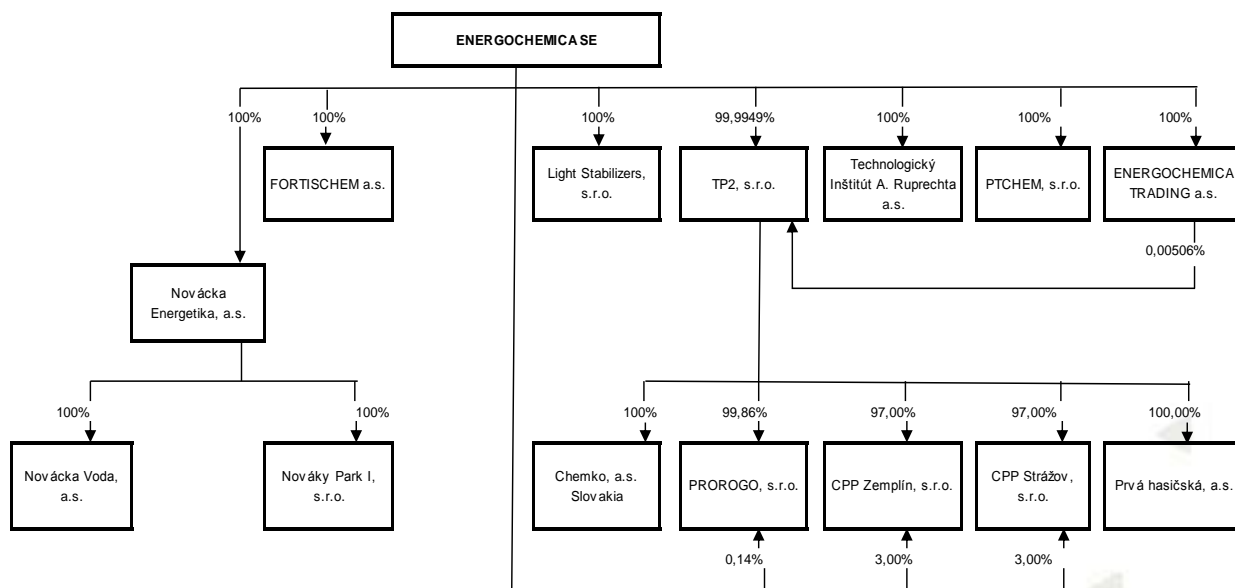 ENERGOCHEMICA SE
100%
100%
100%
99,9949%
100%
100%
100%
FORTISCHEM a.s.
Light Stabilizers,
s.r.o.
TP2, s.r.o.
Technologický
Inštitút A. Ruprechta
a.s.
PTCHEM, s.r.o.
ENERGOCHEMICA
TRADING a.s.
0,00506%
Novácka
Energetika, a.s.
100%
100%
100%
99,86%
97,00%
97,00%
100,00%
Novácka Voda,
a.s.
Nováky Park I,
s.r.o.
Chemko, a.s.
Slovakia
PROROGO, s.r.o.
CPP Zemplín, s.r.o.
CPP Strážov,
s.r.o.
Prvá hasičská, a.s.
0,14%
3,00%
3,00%